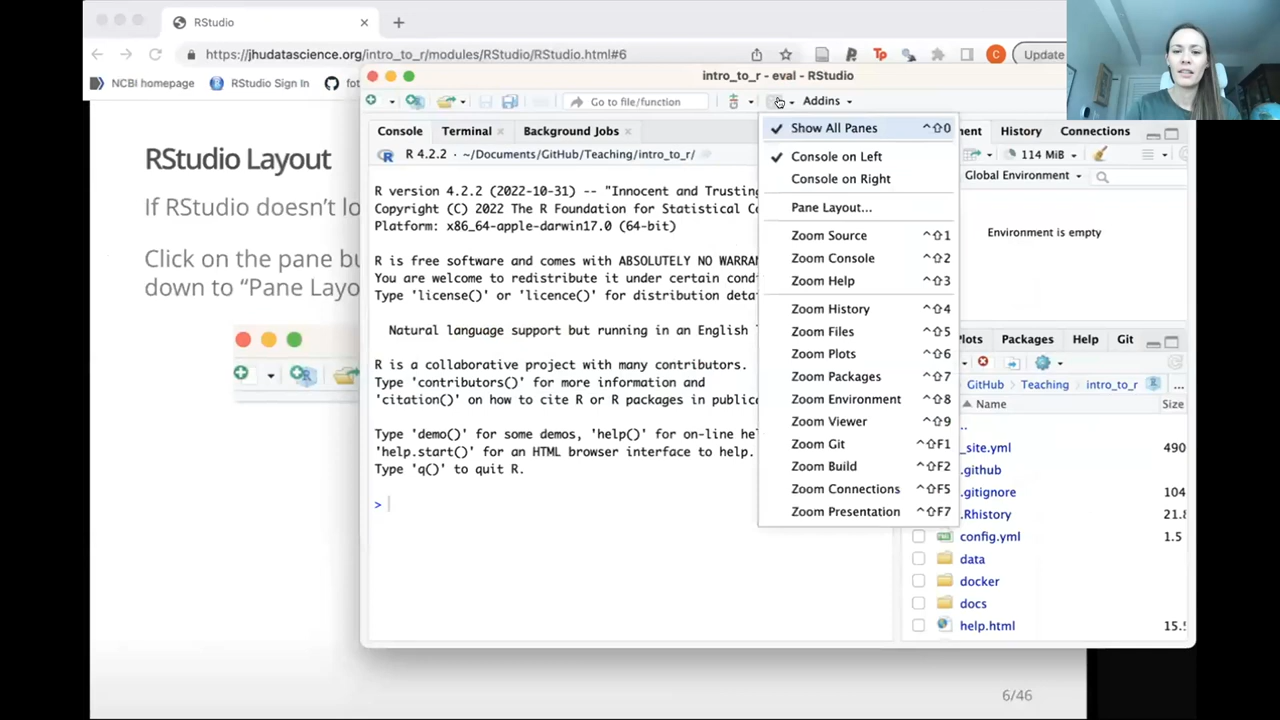 RStudio
https://jhudatascience.org/intro_to_r/modules/RStudio/RStudio.html#6
Update
NCBI homepage
RStudio Sign In
fot
RStudio Layout
If RStudio doesn't lo
Click on the pane bu
down to "Pane Layo
6/46
intro_to_r - eval - RStudio
Go to file/function
Addins
Console
Terminal
Background Jobs
R 4.2.2 · ~/Documents/GitHub/Teaching/intro_to_r/
R version 4.2.2 (2022-10-31) -- "Innocent and Trusting
Copyright (C) 2022 The R Foundation for Statistical Co
Platform: x86_64-apple-darwin17.0 (64-bit)
R is free software and comes with ABSOLUTELY NO WARRAN
You are welcome to redistribute it under certain cond
Type 'license()' or 'licence()' for distribution deta
Natural language support but running in an English l
R is a collaborative project with many contributors.
Type 'contributors()' for more information and
'citation()' on how to cite R or R packages in public
Type 'demo()' for some demos, 'help()' for on-line hel
'help.start()' for an HTML browser interface to help.
Type 'q()' to quit R.
>
Show All Panes ^⇧0
Console on Left
Console on Right
Pane Layout...
Zoom Source ^⇧1
Zoom Console ^⇧2
Zoom Help ^⇧3
Zoom History ^⇧4
Zoom Files ^⇧5
Zoom Plots ^⇧6
Zoom Packages ^⇧7
Zoom Environment ^⇧8
Zoom Viewer ^⇧9
Zoom Git ^⇧F1
Zoom Build ^⇧F2
Zoom Connections ^⇧F5
Zoom Presentation ^⇧F7
ment
History
Connections
114 MiB
Global Environment
Environment is empty
lots
Packages
Help
Git
GitHub
Teaching
intro_to_r
...
Name
Size
..
_site.yml 490
.github
.gitignore 104
.Rhistory 21.8
config.yml 1.5
data
docker
docs
help.html 15.5